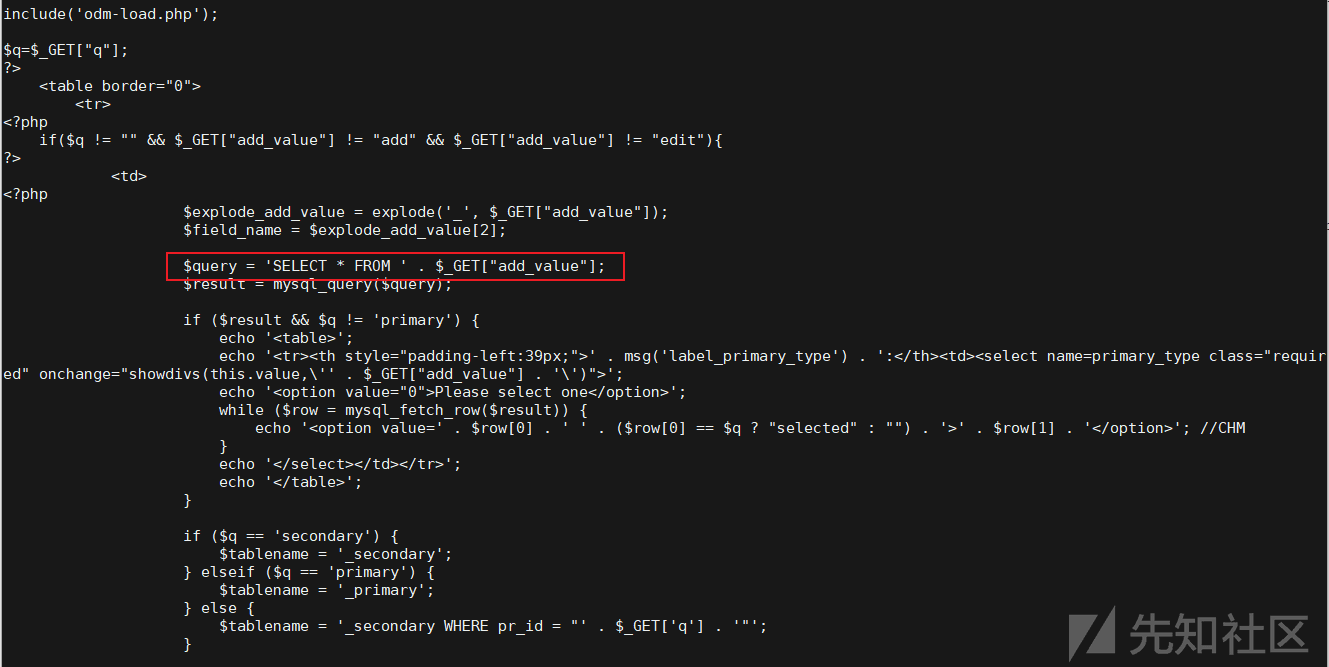 include('odm-load.php');
$q=$_GET["q"];
?>
    <table border="0">
        <tr>
<?php
    if($q != "" && $_GET["add_value"] != "add" && $_GET["add_value"] != "edit"){
?>
            <td>
<?php
                    $explode_add_value = explode('_', $_GET["add_value"]);
                    $field_name = $explode_add_value[2];
                    $query = 'SELECT * FROM ' . $_GET["add_value"];
                    $result = mysql_query($query);
                    if ($result && $q != 'primary') {
                        echo '<table>';
                        echo '<tr><th style="padding-left:39px;">' . msg('label_primary_type') . ':</th><td><select name=primary_type class="requir
ed" onchange="showdivs(this.value,\'' . $_GET["add_value"] . '\')">';
                        echo '<option value="0">Please select one</option>';
                        while ($row = mysql_fetch_row($result)) {
                            echo '<option value=' . $row[0] . ' ' . ($row[0] == $q ? "selected" : "") . '>' . $row[1] . '</option>'; //CHM
                        }
                        echo '</select></td></tr>';
                        echo '</table>';
                    }
                    if ($q == 'secondary') {
                        $tablename = '_secondary';
                    } elseif ($q == 'primary') {
                        $tablename = '_primary';
                    } else {
                        $tablename = '_secondary WHERE pr_id = "' . $_GET['q'] . '"';
                    }
先知社区